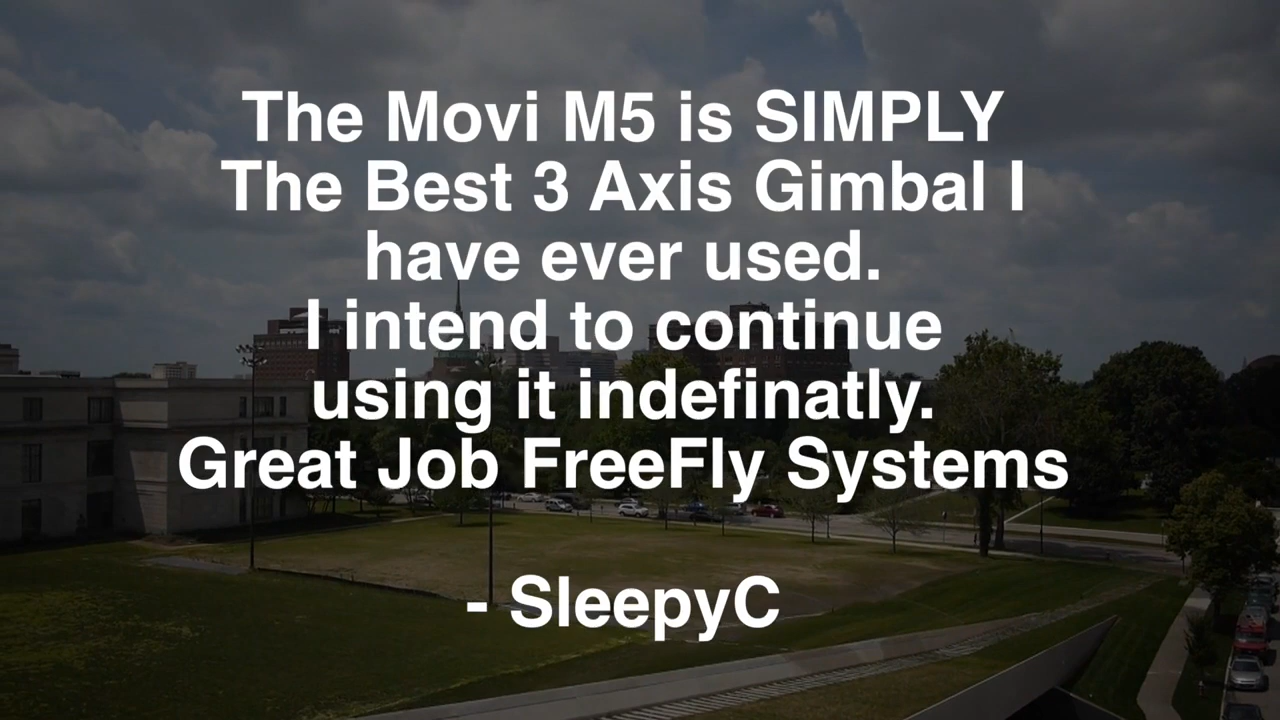 The Movi M5 is SIMPLY
The Best 3 Axis Gimbal I
have ever used.
I intend to continue
using it indefinatly.
Great Job FreeFly Systems
- SleepyC